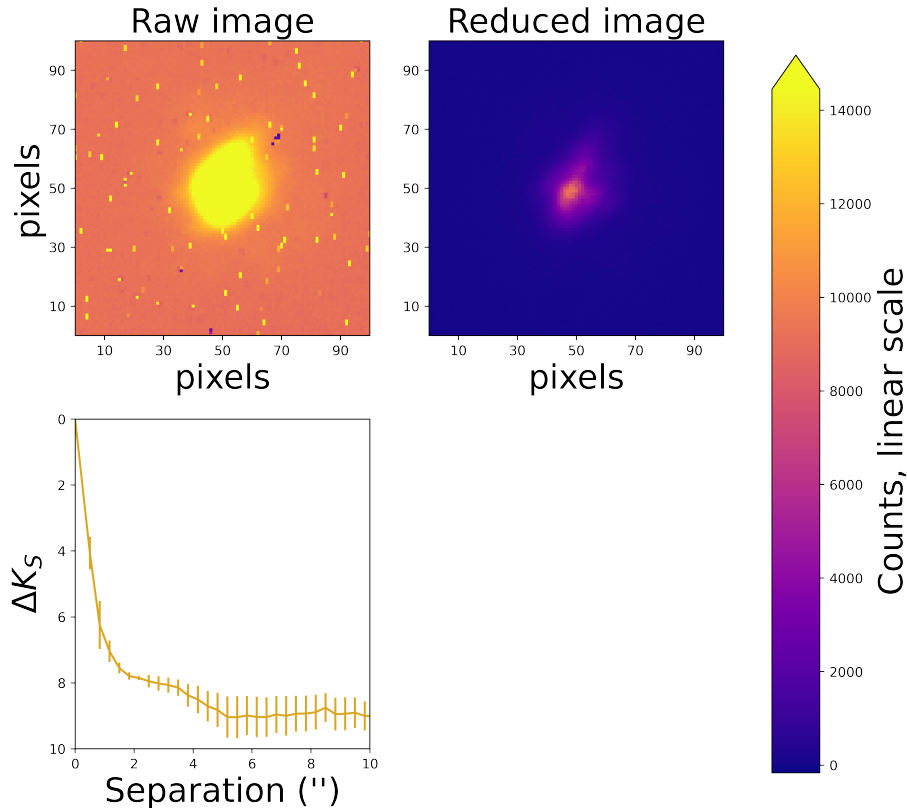 Raw image
Reduced image
90
70
50
30
10
pixels
10 30 50 70 90
pixels
90
70
50
30
10
10 30 50 70 90
pixels
14000
12000
10000
8000
6000
4000
2000
0
Counts, linear scale
0
2
4
6
8
10
ΔK_S
0 2 4 6 8 10
Separation ('')